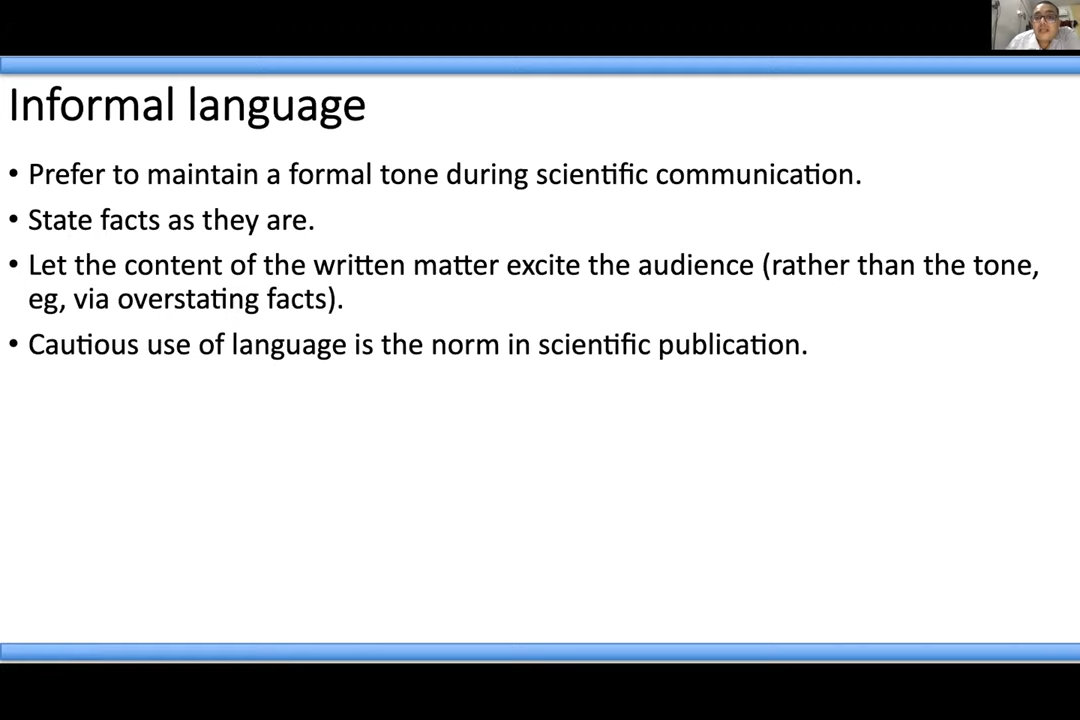 Informal language
• Prefer to maintain a formal tone during scientific communication.
• State facts as they are.
• Let the content of the written matter excite the audience (rather than the tone,
eg, via overstating facts).
• Cautious use of language is the norm in scientific publication.